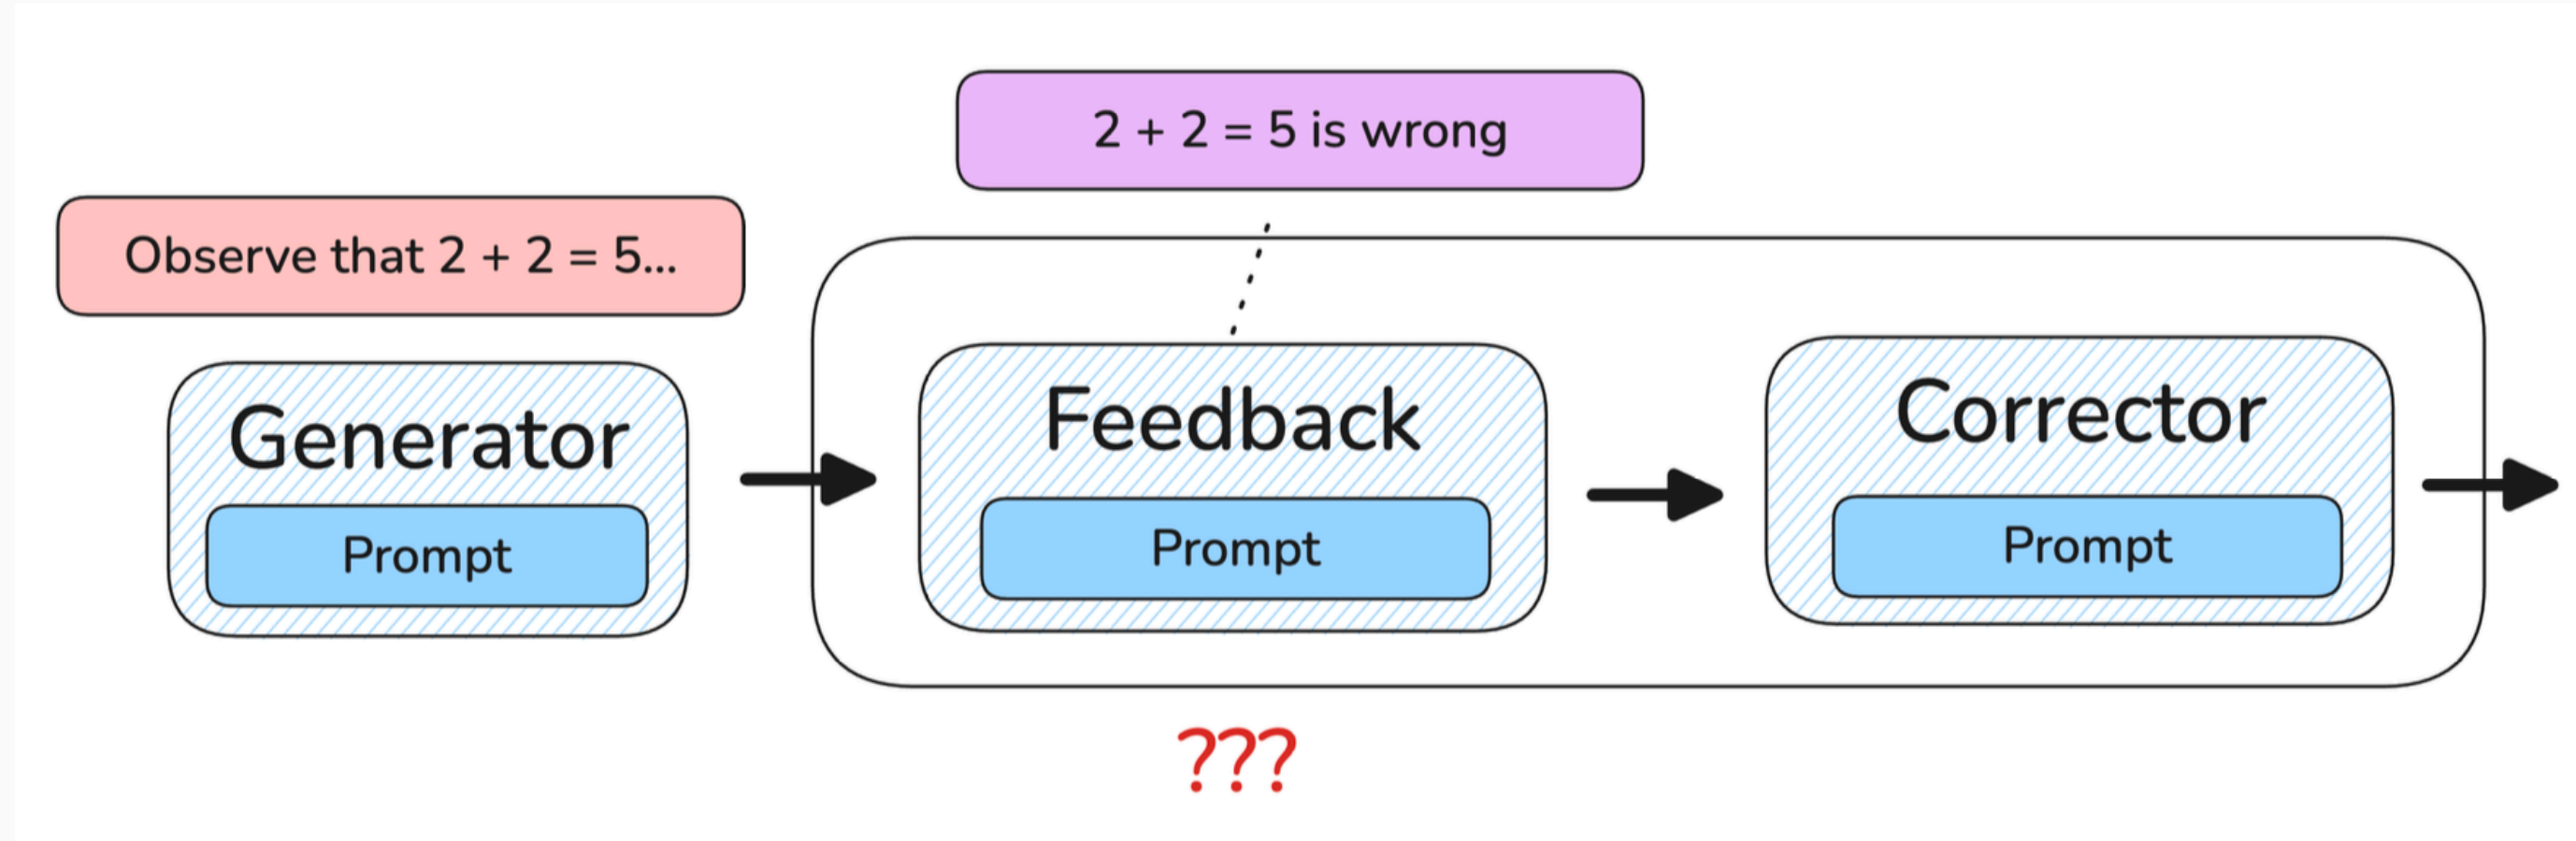 2 + 2 = 5 is wrong
Observe that 2 + 2 = 5...
Generator
Prompt
Feedback
Prompt
Corrector
Prompt
???